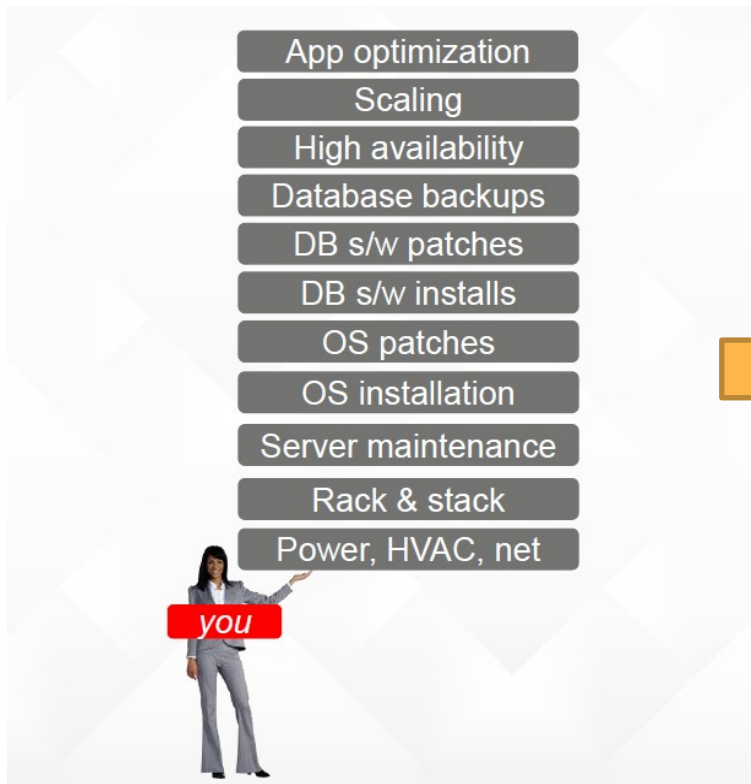 App optimization
Scaling
High availability
Database backups
DB s/w patches
DB s/w installs
OS patches
OS installation
Server maintenance
Rack & stack
Power, HVAC, net
you